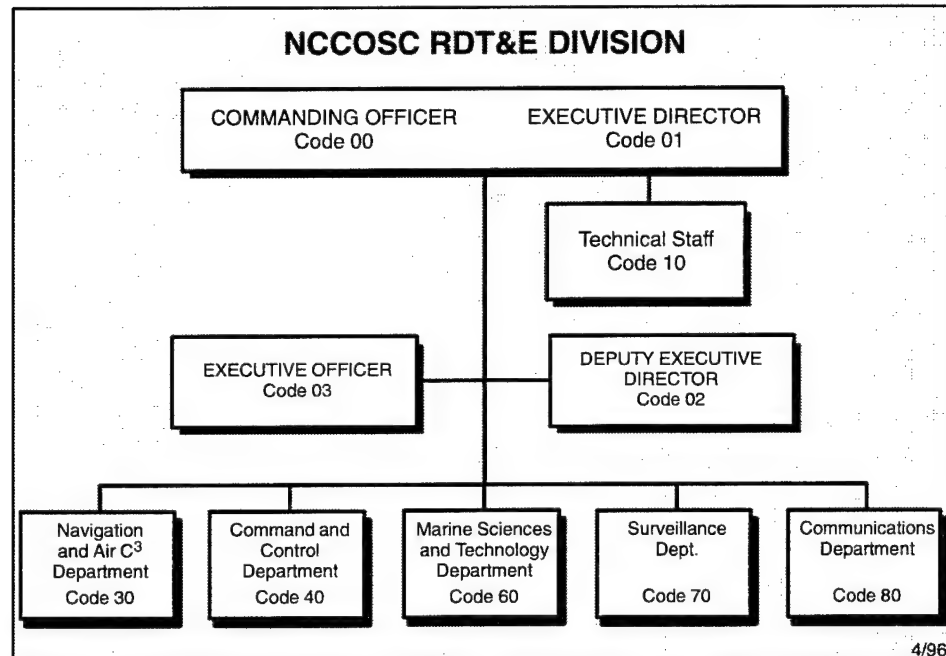 NCCOSC RDT&E DIVISION
COMMANDING OFFICER
Code 00
EXECUTIVE DIRECTOR
Code 01
Technical Staff
Code 10
EXECUTIVE OFFICER
Code 03
DEPUTY EXECUTIVE
DIRECTOR
Code 02
Navigation
and Air C³
Department
Code 30
Command and
Control
Department
Code 40
Marine Sciences
and Technology
Department
Code 60
Surveillance
Dept.
Code 70
Communications
Department
Code 80
4/96